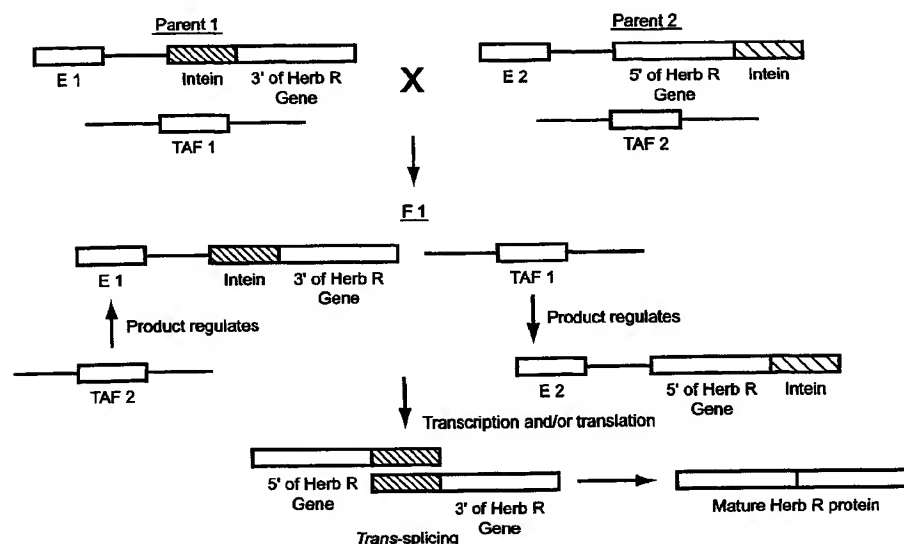 Parent 1
Parent 2
E 1
Intein
3' of Herb R
Gene
X
E 2
5' of Herb R
Gene
Intein
TAF 1
TAF 2
F 1
E 1
Intein
3' of Herb R
Gene
TAF 1
Product regulates
Product regulates
TAF 2
E 2
5' of Herb R
Gene
Intein
Transcription and/or translation
5' of Herb R
Gene
3' of Herb R
Gene
Mature Herb R protein
Trans-splicing